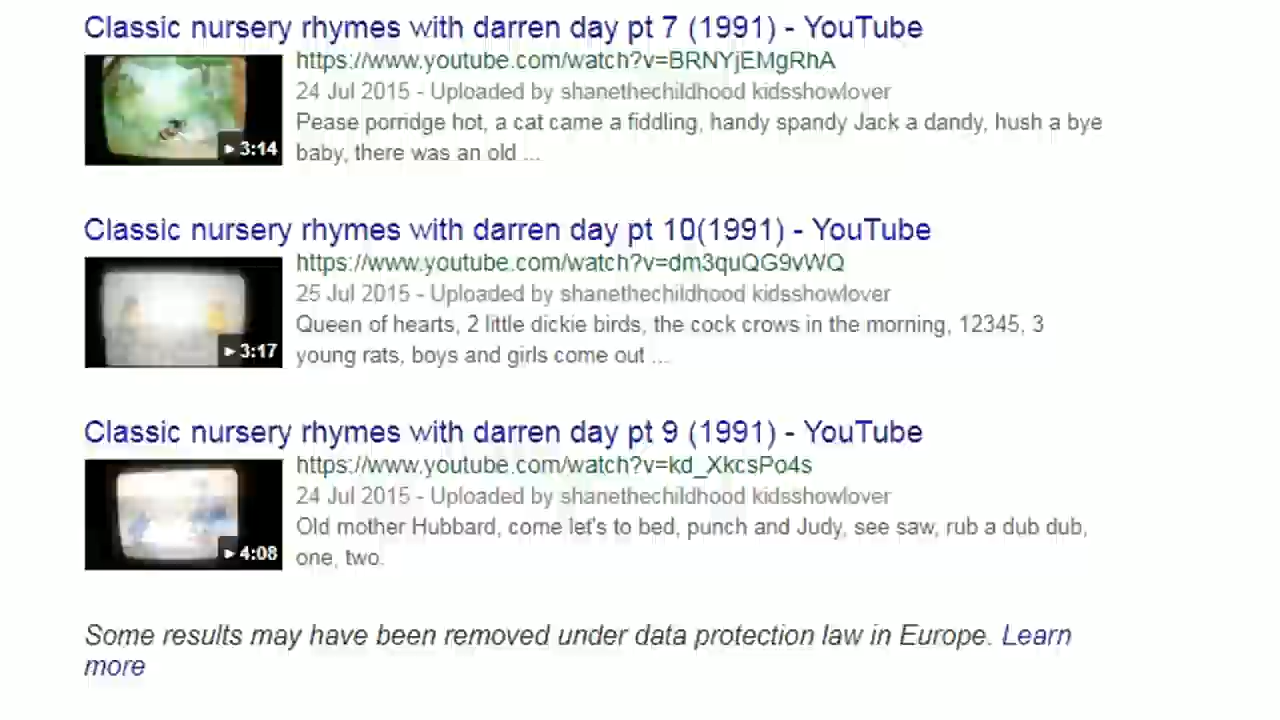 Classic nursery rhymes with darren day pt 7 (1991) - YouTube
https://www.youtube.com/watch?v=BRNYjEMgRhA
24 Jul 2015 - Uploaded by shanethechildhood kidsshowlover
Pease porridge hot, a cat came a fiddling, handy spandy Jack a dandy, hush a bye
baby, there was an old ...
▶ 3:14
Classic nursery rhymes with darren day pt 10(1991) - YouTube
https://www.youtube.com/watch?v=dm3quQG9vWQ
25 Jul 2015 - Uploaded by shanethechildhood kidsshowlover
Queen of hearts, 2 little dickie birds, the cock crows in the morning, 12345, 3
young rats, boys and girls come out ...
▶ 3:17
Classic nursery rhymes with darren day pt 9 (1991) - YouTube
https://www.youtube.com/watch?v=kd_XkcsPo4s
24 Jul 2015 - Uploaded by shanethechildhood kidsshowlover
Old mother Hubbard, come let's to bed, punch and Judy, see saw, rub a dub dub,
one, two.
▶ 4:08
Some results may have been removed under data protection law in Europe. Learn
more